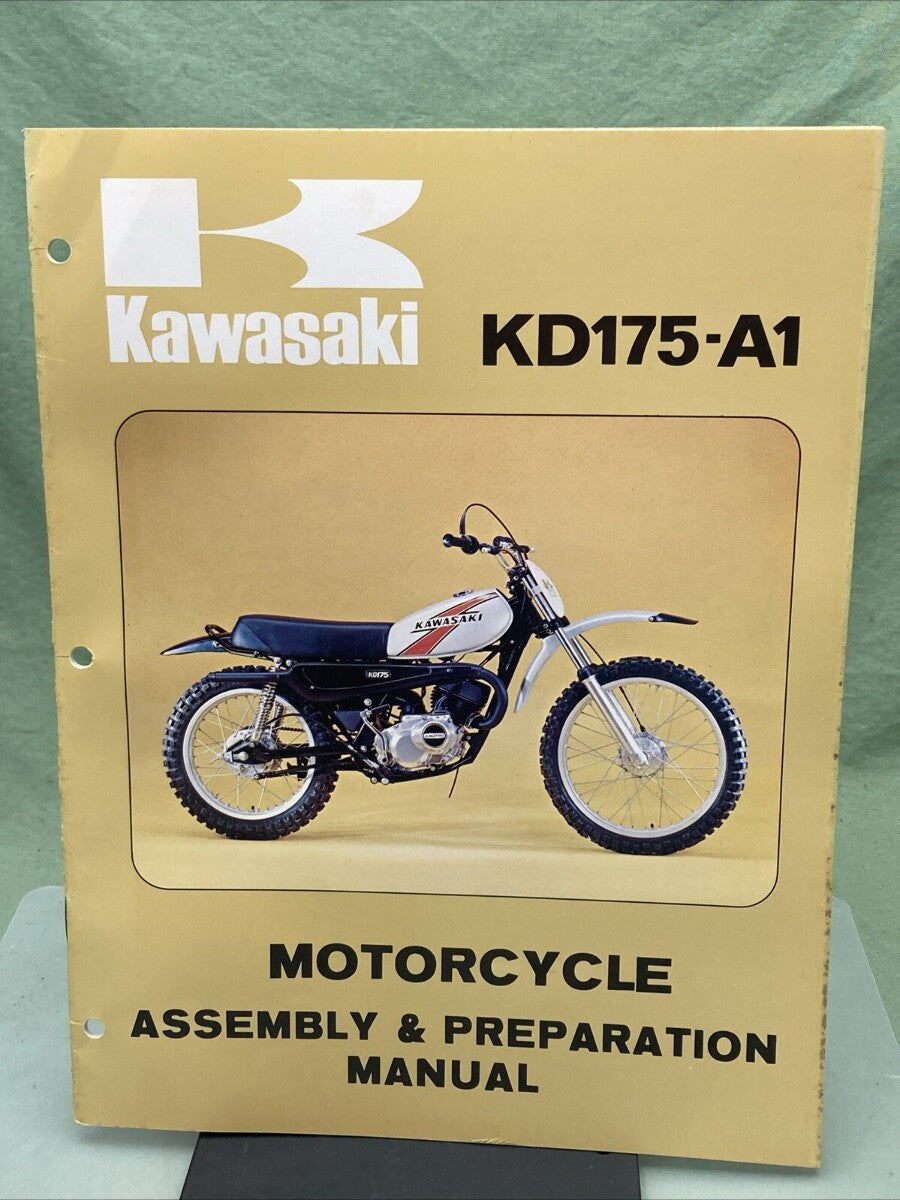 Kawasaki
KD175-A1
KAWASAKI
KD175
MOTORCYCLE
ASSEMBLY & PREPARATION
MANUAL